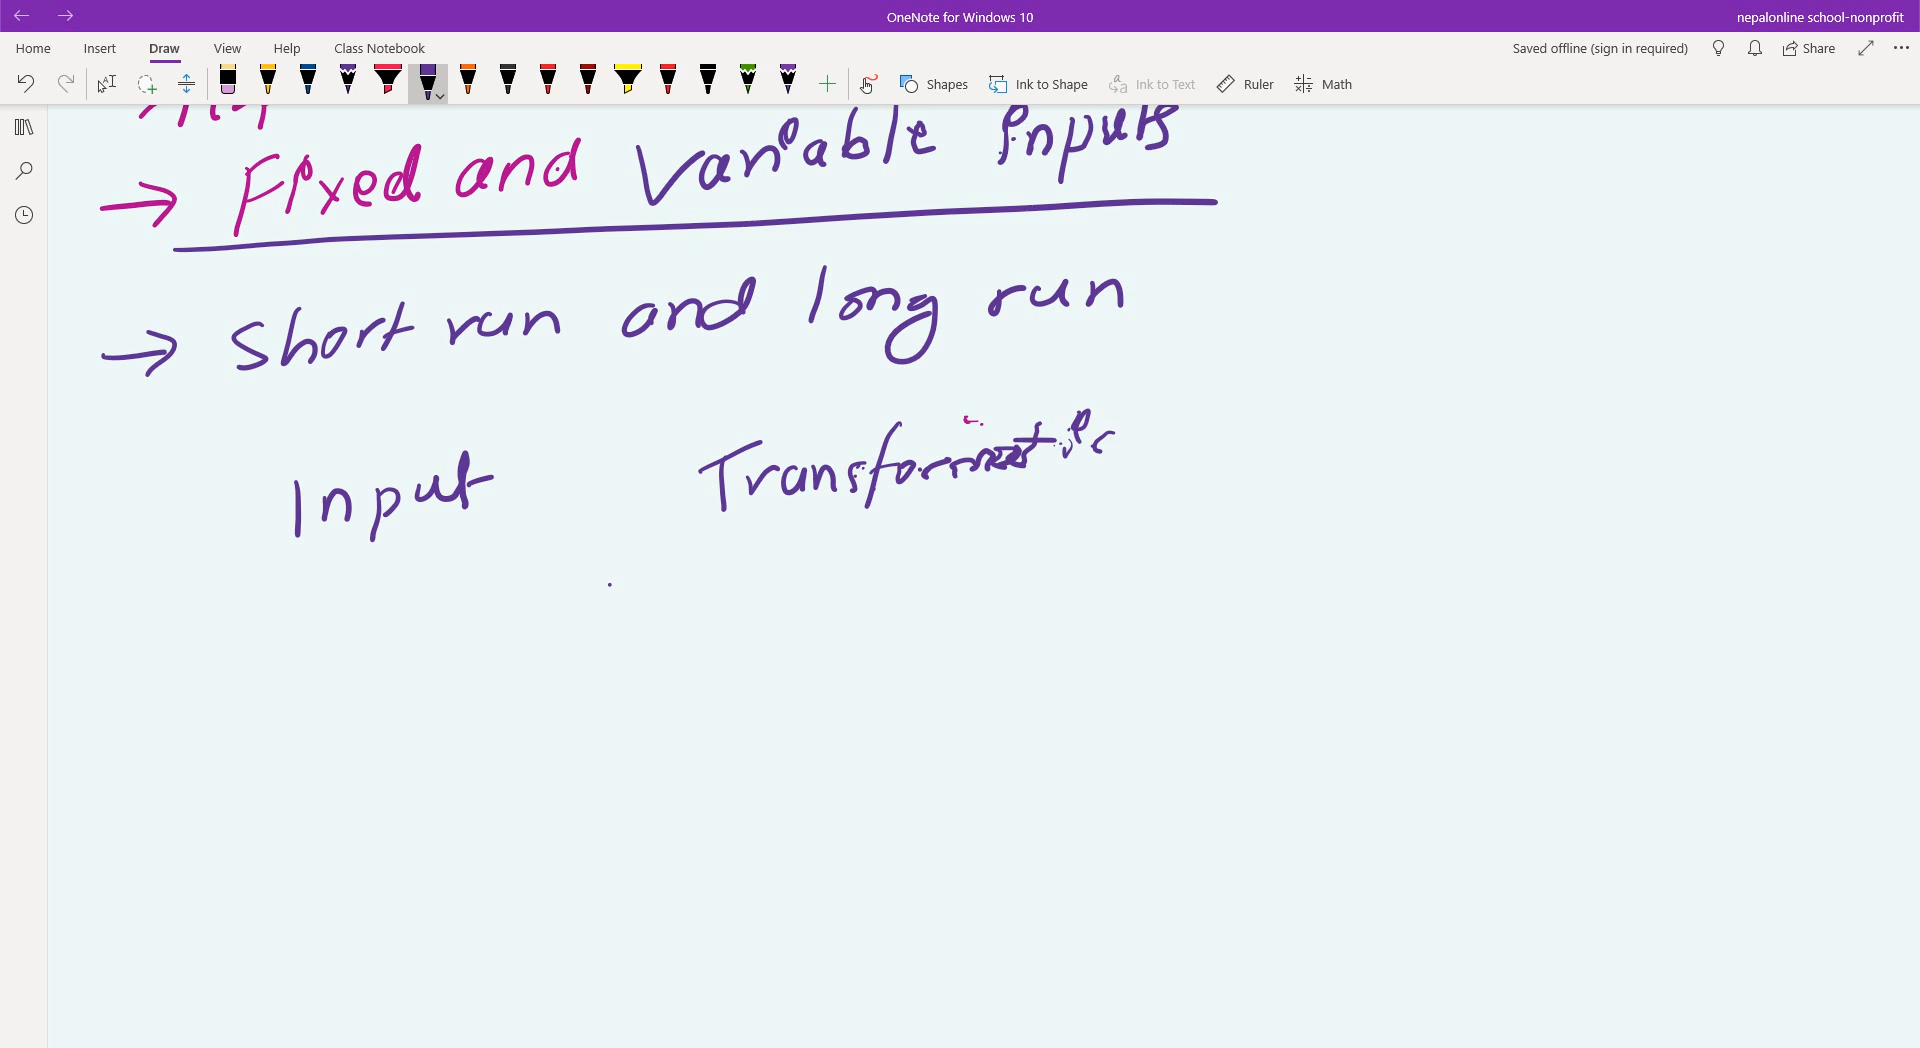 OneNote for Windows 10
nepalonline school-nonprofit
Home Insert Draw View Help Class Notebook
Saved offline (sign in required) Share
Shapes Ink to Shape Ink to Text Ruler Math
→ Fixed and Variable inputs
→ Short run and long run
Input